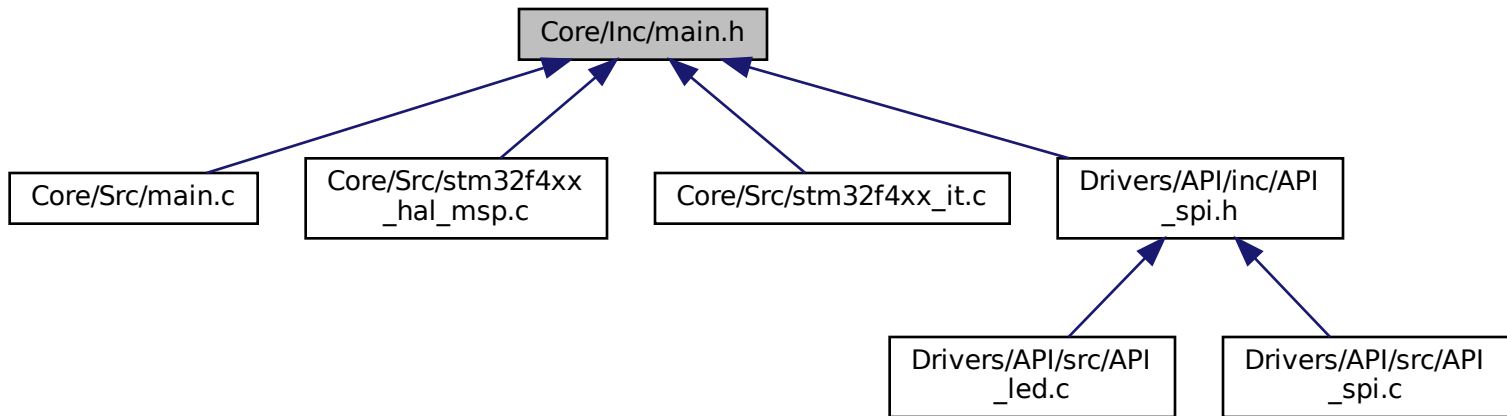 Core/Inc/main.h
Core/Src/main.c
Core/Src/stm32f4xx
_hal_msp.c
Core/Src/stm32f4xx_it.c
Drivers/API/inc/API
_spi.h
Drivers/API/src/API
_led.c
Drivers/API/src/API
_spi.c